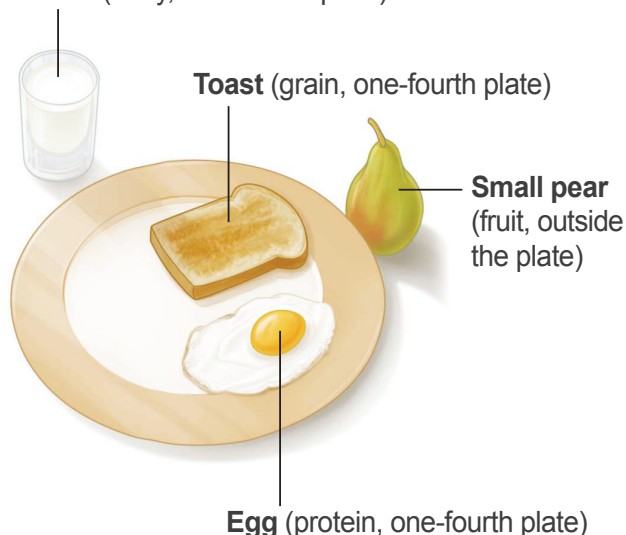 Toast (grain, one-fourth plate)
Small pear
(fruit, outside
the plate)
Egg (protein, one-fourth plate)